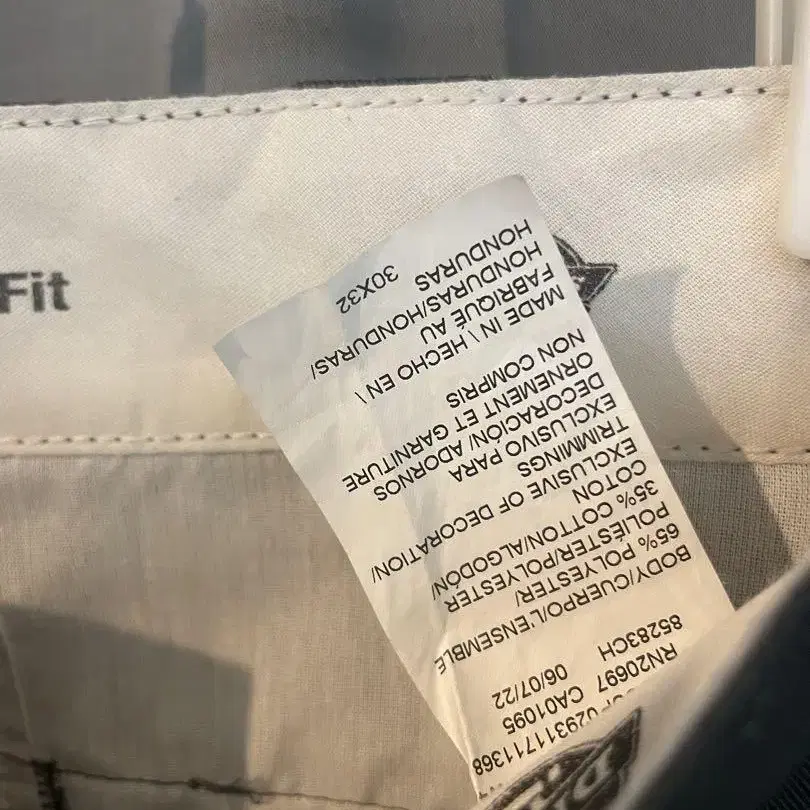 Fit
RN20697 CA01095
85283CH 06/07/22
BODY/CUERPO/L'ENSEMBLE
65% POLYESTER/
POLIÉSTER/POLYESTER
35% COTTON/ALGODÓN/
COTON
EXCLUSIVE OF DECORATION/
TRIMMINGS
EXCLUSIVO PARA
DECORACIÓN/ ADORNOS
ORNEMENT ET GARNITURE
NON COMPRIS
MADE IN \ HECHO EN \
FABRIQUÉ AU
HONDURAS/HONDURAS/
HONDURAS
30X32